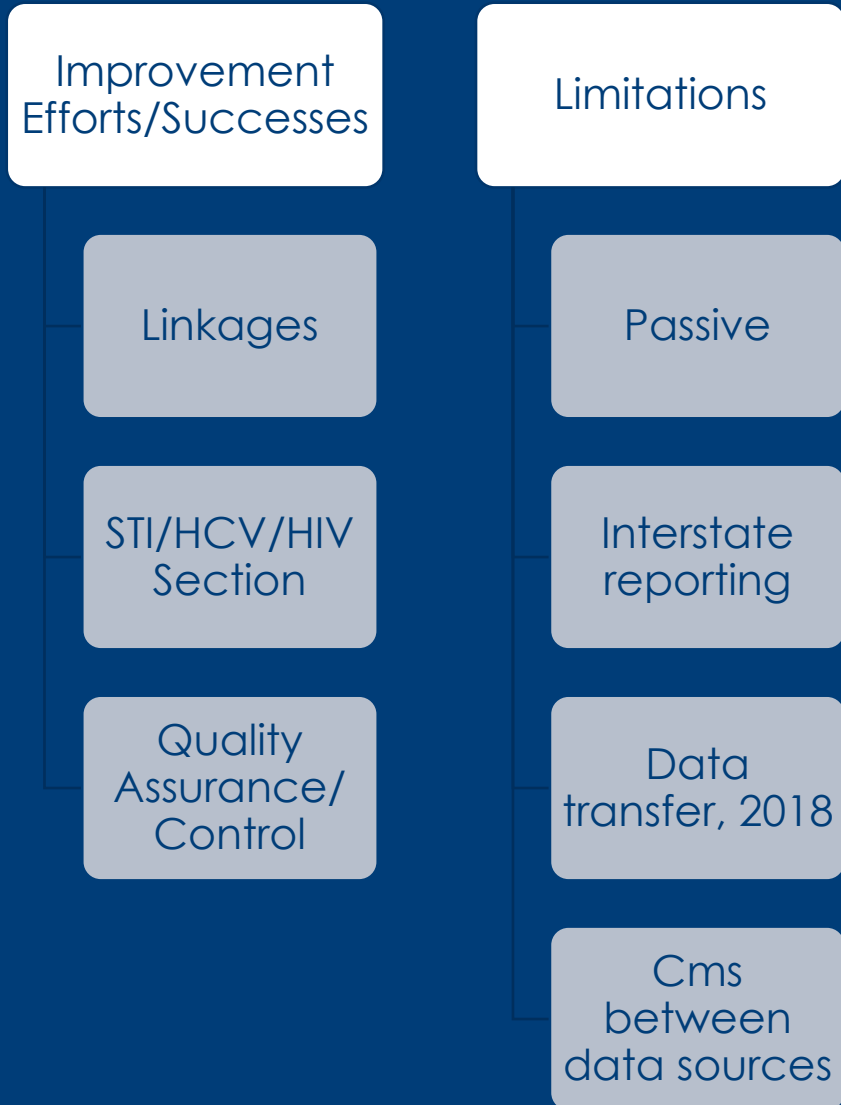 Improvement
Efforts/Successes
Linkages
STI/HCV/HIV
Section
Quality
Assurance/
Control
Limitations
Passive
Interstate
reporting
Data
transfer, 2018
Cms
between
data sources